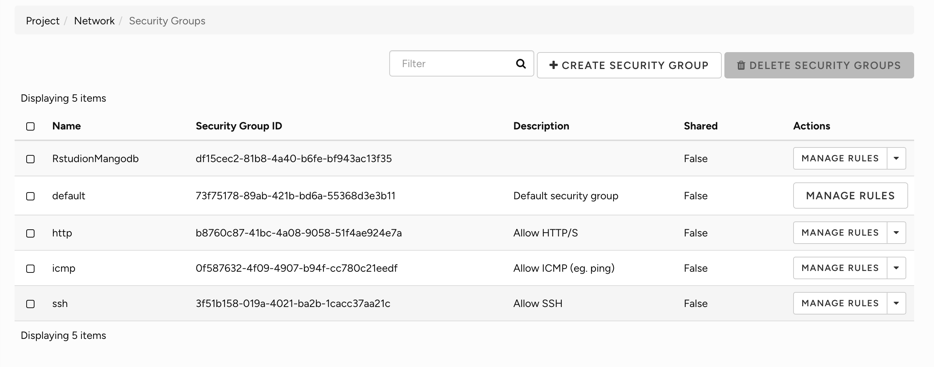 Project / Network / Security Groups
Filter
CREATE SECURITY GROUP DELETE SECURITY GROUPS
Displaying 5 items
Name Security Group ID Description Shared Actions
RstudionMangodb df15cec2-81b8-4a40-b6fe-bf943ac13f35 False MANAGE RULES
default 73f75178-89ab-421b-bd6a-55368d3e3b11 Default security group False MANAGE RULES
http b8760c87-41bc-4a08-9058-51f4ae924e7a Allow HTTP/S False MANAGE RULES
icmp 0f587632-4f09-4907-b94f-cc780c21eedf Allow ICMP (eg. ping) False MANAGE RULES
ssh 3f51b158-019a-4021-ba2b-1cacc37aa21c Allow SSH False MANAGE RULES
Displaying 5 items